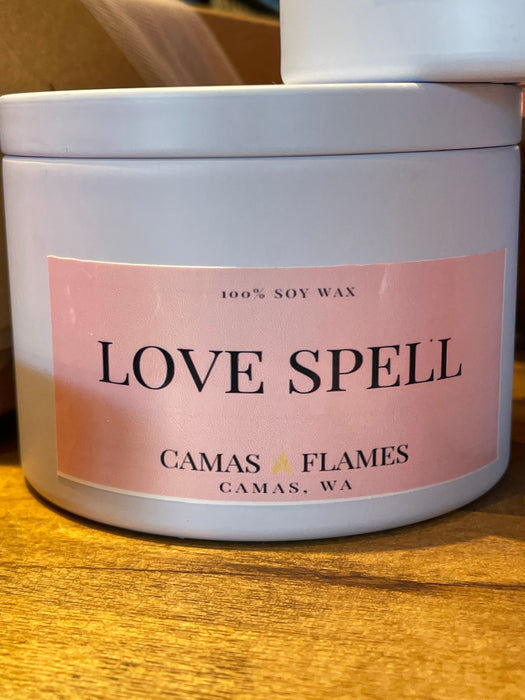 100% SOY WAX
LOVE SPELL
CAMAS FLAMES
CAMAS, WA